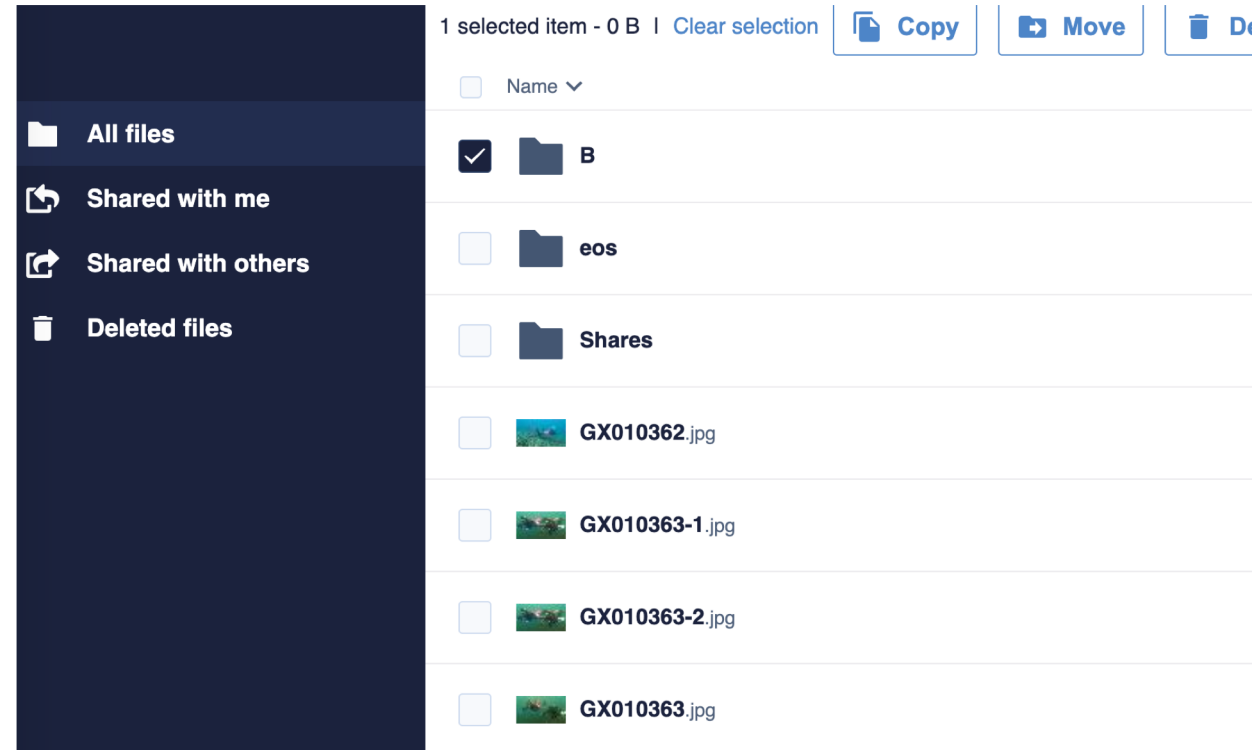 1 selected item - 0 B | Clear selection Copy Move
Name
All files
B
Shared with me
eos
Shared with others
Deleted files
Shares
GX010362.jpg
GX010363-1.jpg
GX010363-2.jpg
GX010363.jpg